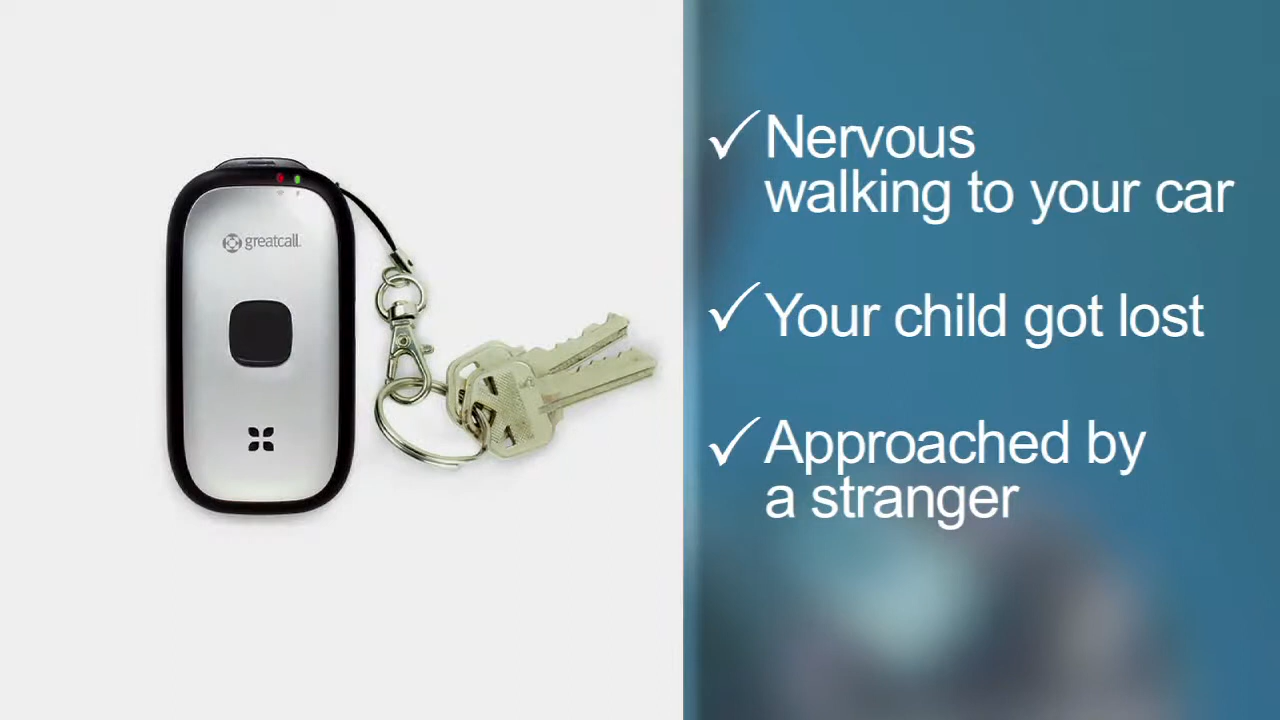 greatcall
Nervous
walking to your car
Your child got lost
Approached by
a stranger